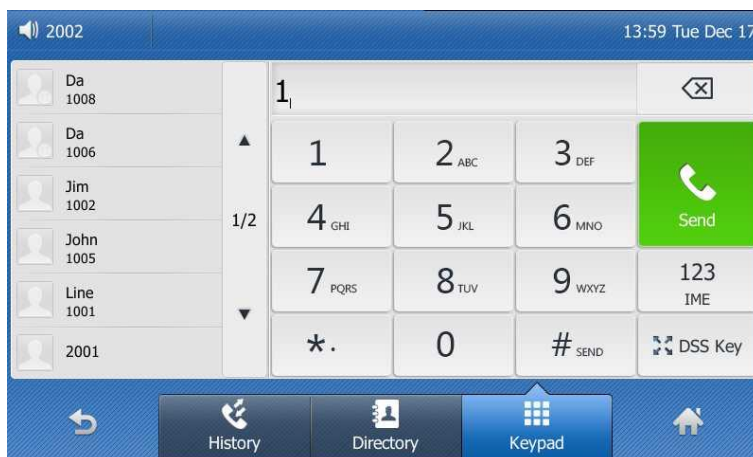 2002
13:59 Tue Dec 17
Da
1008
Da
1006
Jim
1002
John
1005
Line
1001
2001
1/2
1
1
2 ABC
3 DEF
Send
4 GHI
5 JKL
6 MNO
7 PQRS
8 TUV
9 WXYZ
123
IME
*.
0
# SEND
DSS Key
History
Directory
Keypad